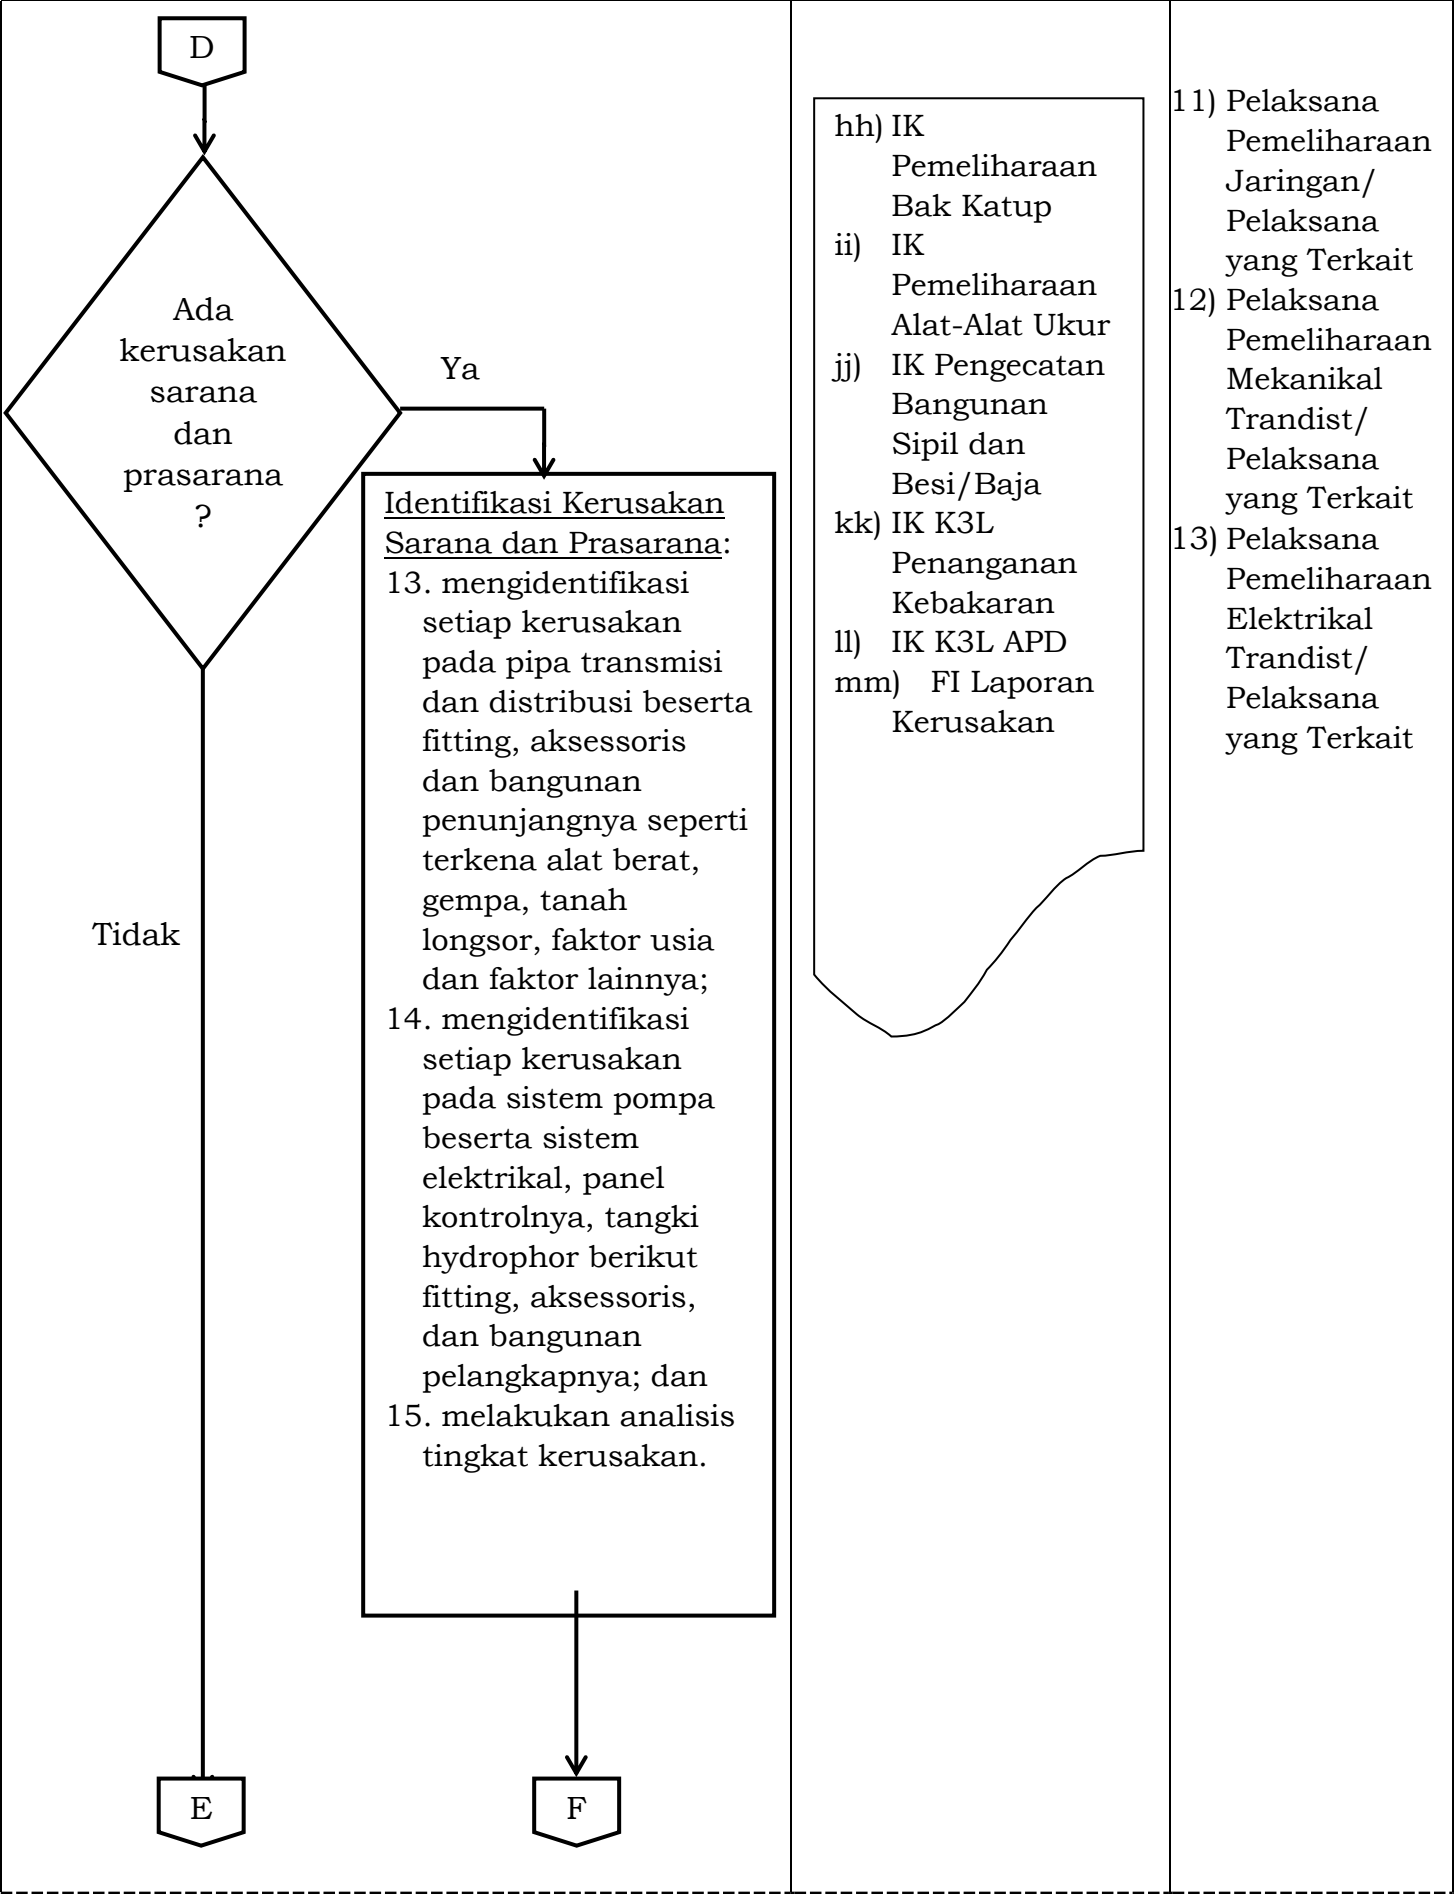 D
Ada
kerusakan
sarana
dan
prasarana
?
Ya
Tidak
Identifikasi Kerusakan
Sarana dan Prasarana:
13. mengidentifikasi
setiap kerusakan
pada pipa transmisi
dan distribusi beserta
fitting, aksessoris
dan bangunan
penunjangnya seperti
terkena alat berat,
gempa, tanah
longsor, faktor usia
dan faktor lainnya;
14. mengidentifikasi
setiap kerusakan
pada sistem pompa
beserta sistem
elektrikal, panel
kontrolnya, tangki
hydrophor berikut
fitting, aksessoris,
dan bangunan
pelangkapnya; dan
15. melakukan analisis
tingkat kerusakan.
E
F
hh) IK
Pemeliharaan
Bak Katup
ii) IK
Pemeliharaan
Alat-Alat Ukur
jj) IK Pengecatan
Bangunan
Sipil dan
Besi/Baja
kk) IK K3L
Penanganan
Kebakaran
ll) IK K3L APD
mm) FI Laporan
Kerusakan
11) Pelaksana
Pemeliharaan
Jaringan/
Pelaksana
yang Terkait
12) Pelaksana
Pemeliharaan
Mekanikal
Trandist/
Pelaksana
yang Terkait
13) Pelaksana
Pemeliharaan
Elektrikal
Trandist/
Pelaksana
yang Terkait